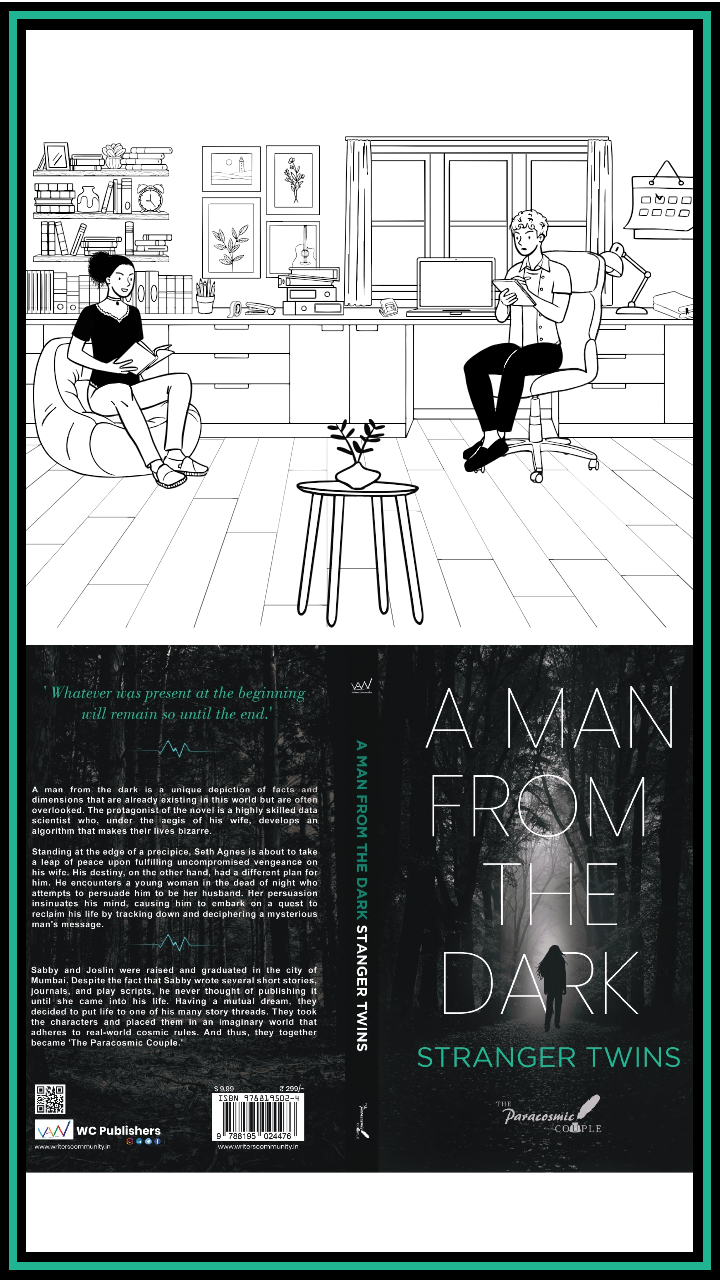 ' Whatever was present at the beginning
will remain so until the end.'
A man from the dark is a unique depiction of facts and
dimensions that are already existing in this world but are often
overlooked. The protagonist of the novel is a highly skilled data
scientist who, under the aegis of his wife, develops an
algorithm that makes their lives bizarre.
Standing at the edge of a precipice, Seth Agnes is about to take
a leap of peace upon fulfilling uncompromised vengeance on
his wife. His destiny, on the other hand, had a different plan for
him. He encounters a young woman in the dead of night who
attempts to persuade him to be her husband. Her persuasion
insinuates his mind, causing him to embark on a quest to
reclaim his life by tracking down and deciphering a mysterious
man's message.
Sabby and Joslin were raised and graduated in the city of
Mumbai. Despite the fact that Sabby wrote several short stories,
journals, and play scripts, he never thought of publishing it
until she came into his life. Having a mutual dream, they
decided to put life to one of his many story threads. They took
the characters and placed them in an imaginary world that
adheres to real-world cosmic rules. And thus, they together
became 'The Paracosmic Couple.'
WC Publishers
www.writerscommunity.in
$ 9.99 ₹ 299/-
9 788195 024476
www.writerscommunity.in
A MAN FROM THE DARK STANGER TWINS
A MAN
FROM
THE
DARK
STRANGER TWINS
THE
Paracosmic
COUPLE